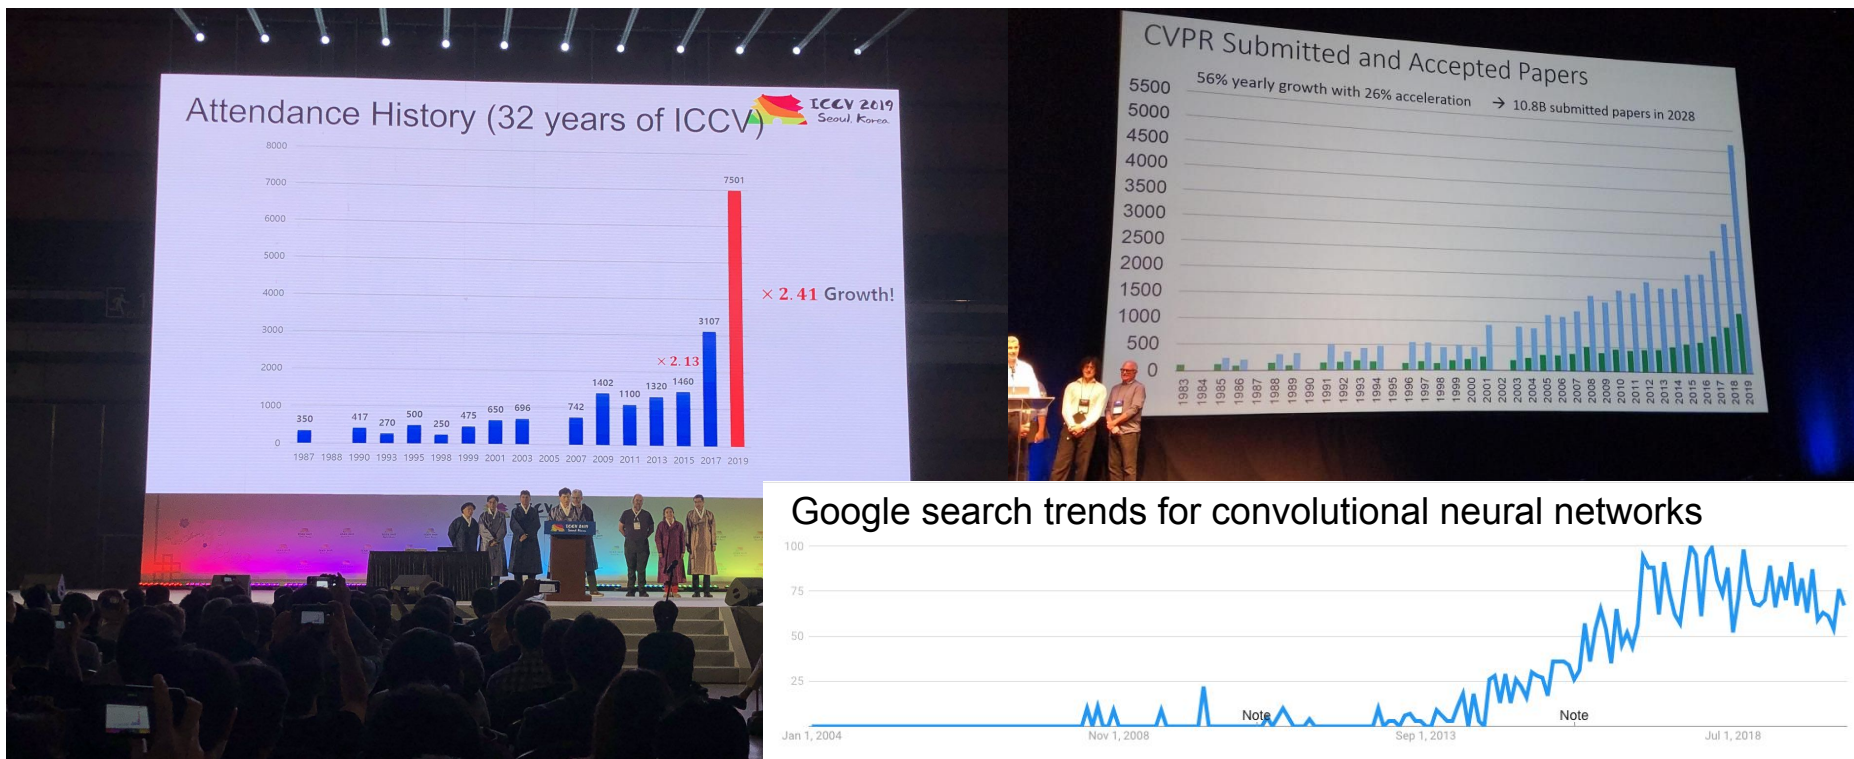 Attendance History (32 years of ICCV)
ICCV 2019
Seoul, Korea
8000
7000
6000
5000
4000
3000
2000
1000
0
7501
× 2.41 Growth!
3107
× 2.13
350
417
270
500
250
475
650
696
742
1402
1100
1320
1460
1987 1988 1990 1993 1995 1998 1999 2001 2003 2005 2007 2009 2011 2013 2015 2017 2019
ICCV 2019
CVPR Submitted and Accepted Papers
56% yearly growth with 26% acceleration → 10.8B submitted papers in 2028
5500
5000
4500
4000
3500
3000
2500
2000
1500
1000
500
0
1983 1984 1985 1986 1987 1988 1989 1990 1991 1992 1993 1994 1995 1996 1997 1998 1999 2000 2001 2002 2003 2004 2005 2006 2007 2008 2009 2010 2011 2012 2013 2014 2015 2016 2017 2018 2019
Google search trends for convolutional neural networks
100
75
50
25
Note
Note
Jan 1, 2004
Nov 1, 2008
Sep 1, 2013
Jul 1, 2018